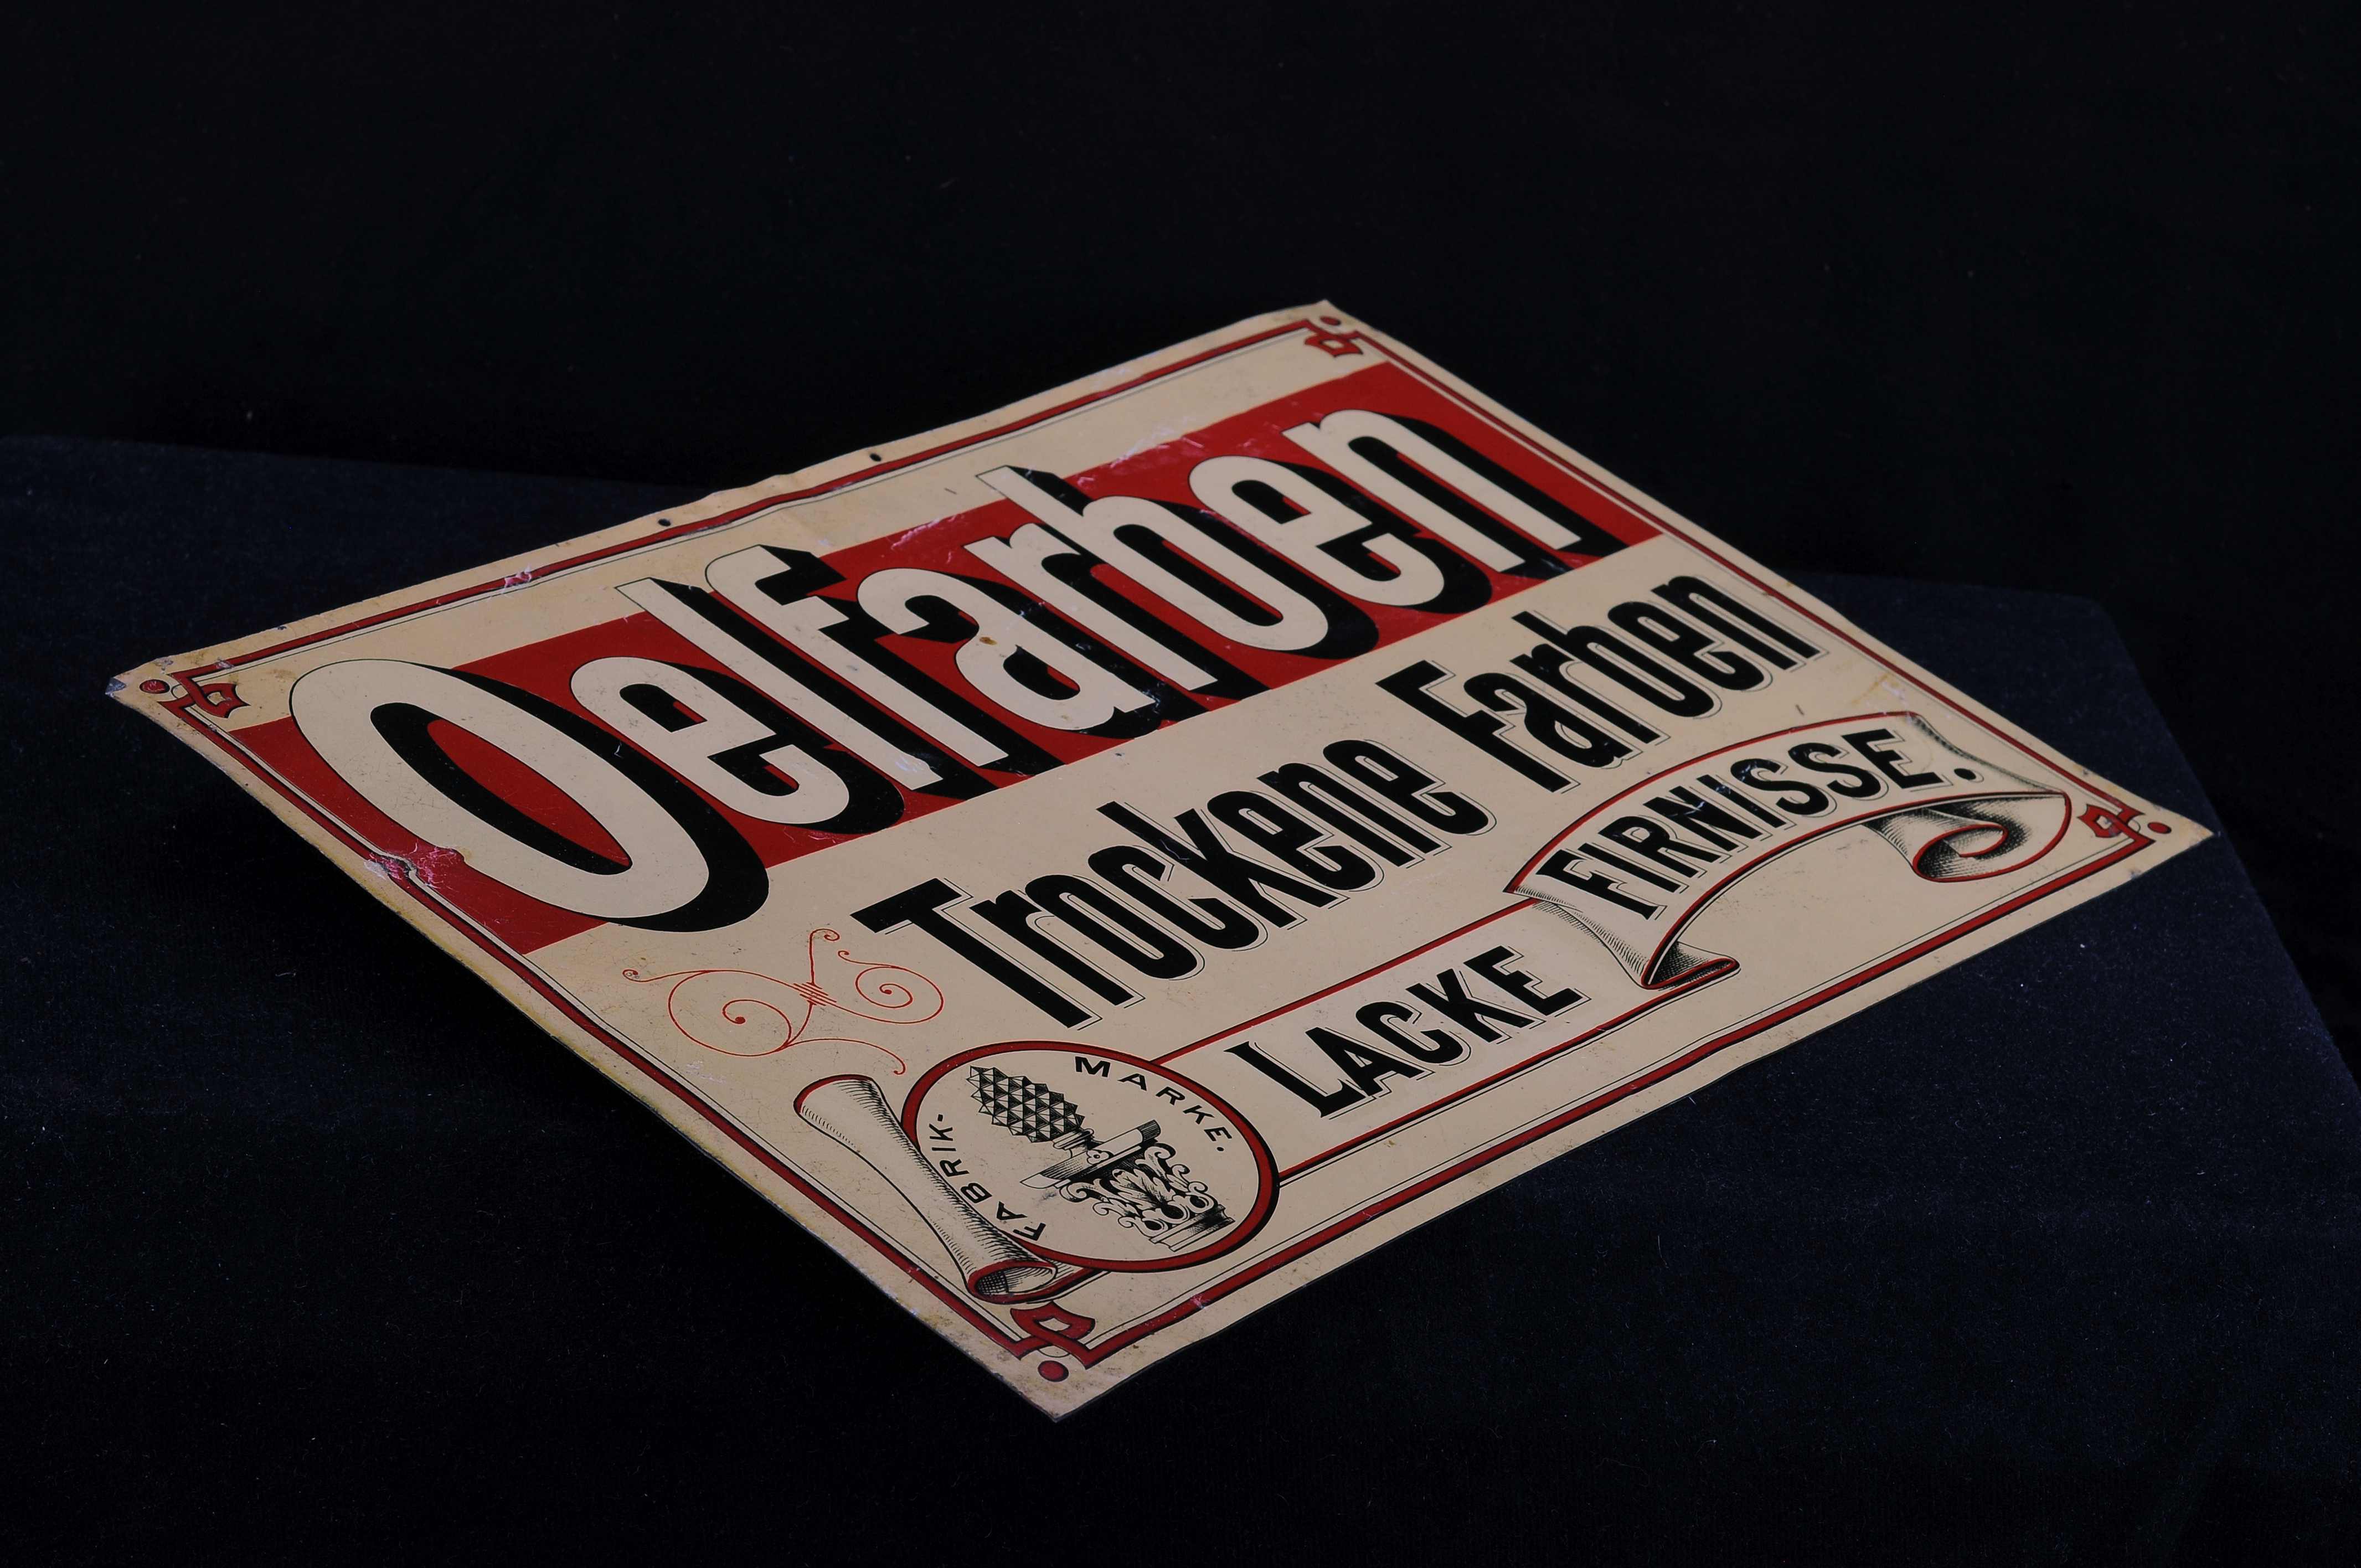 Oelfarben
Trockene Farben
FABRIK-MARKE.
LACKE FIRNISSE.